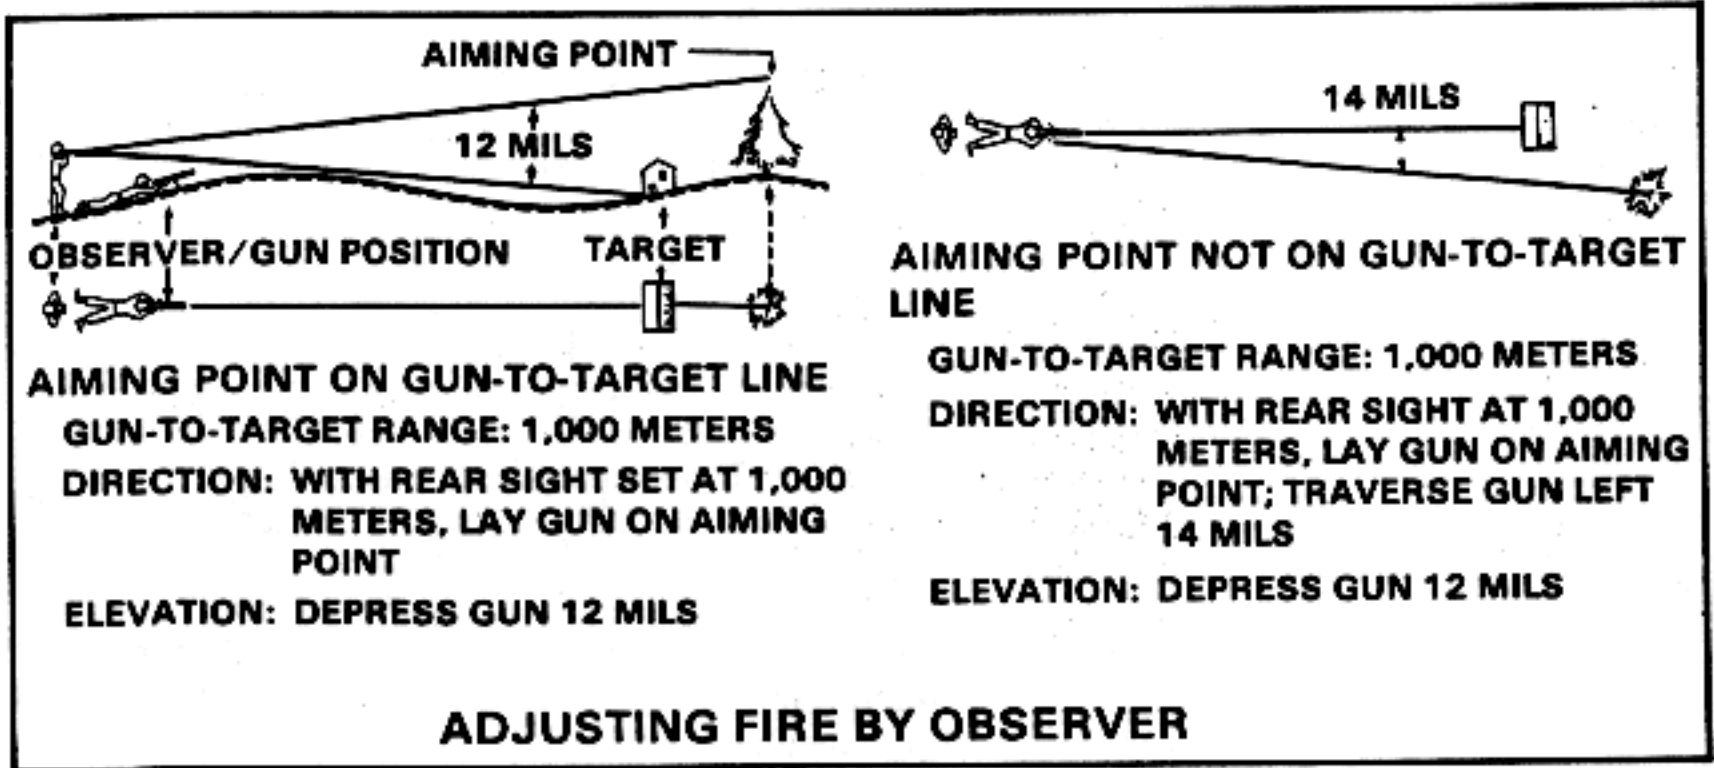 AIMING POINT
12 MILS
OBSERVER/GUN POSITION
TARGET
AIMING POINT ON GUN-TO-TARGET LINE
GUN-TO-TARGET RANGE: 1,000 METERS
DIRECTION: WITH REAR SIGHT SET AT 1,000
METERS, LAY GUN ON AIMING
POINT
ELEVATION: DEPRESS GUN 12 MILS
14 MILS
AIMING POINT NOT ON GUN-TO-TARGET
LINE
GUN-TO-TARGET RANGE: 1,000 METERS
DIRECTION: WITH REAR SIGHT AT 1,000
METERS, LAY GUN ON AIMING
POINT; TRAVERSE GUN LEFT
14 MILS
ELEVATION: DEPRESS GUN 12 MILS
ADJUSTING FIRE BY OBSERVER